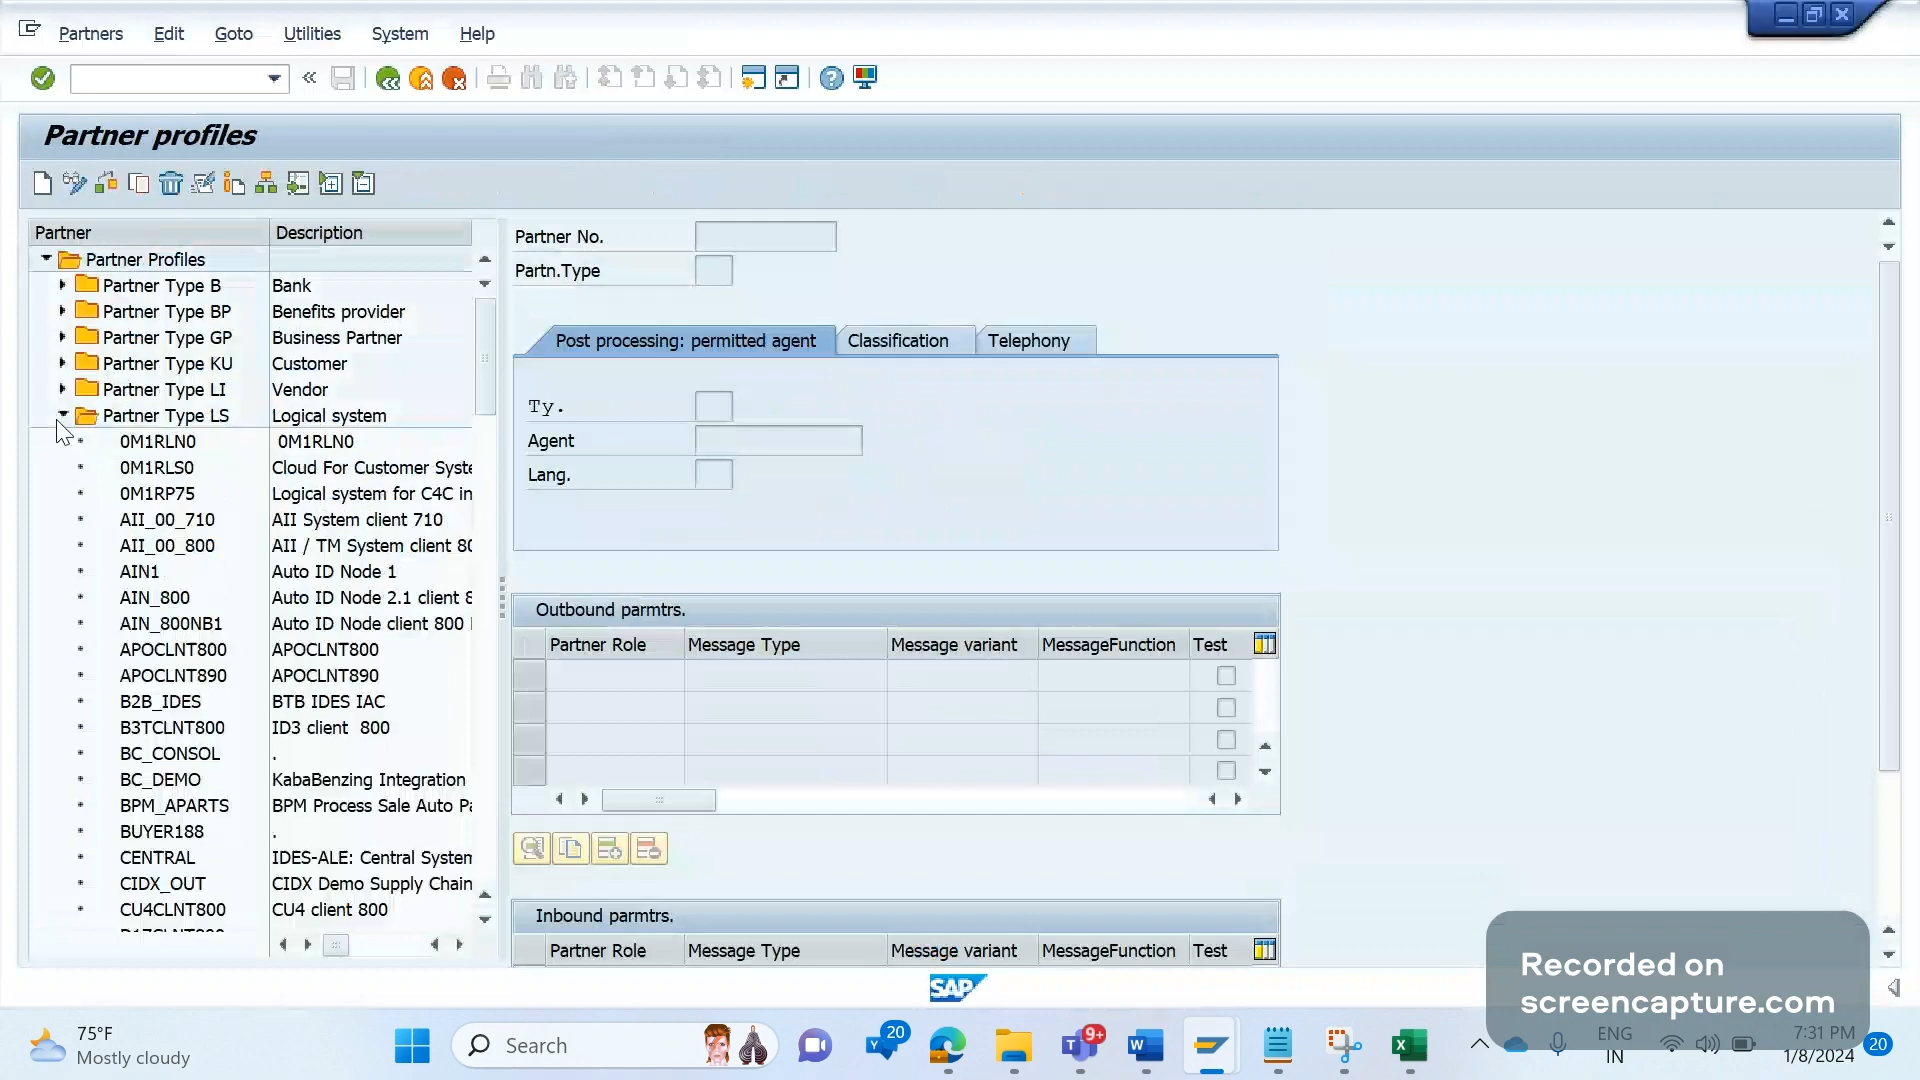 Partners Edit Goto Utilities System Help
Partner profiles
Partner Description
Partner Profiles
Partner Type B Bank
Partner Type BP Benefits provider
Partner Type GP Business Partner
Partner Type KU Customer
Partner Type LI Vendor
Partner Type LS Logical system
0M1RLN0 0M1RLN0
0M1RLS0 Cloud For Customer Syste
0M1RP75 Logical system for C4C in
AII_00_710 AII System client 710
AII_00_800 AII / TM System client 80
AIN1 Auto ID Node 1
AIN_800 Auto ID Node 2.1 client 8
AIN_800NB1 Auto ID Node client 800
APOCLNT800 APOCLNT800
APOCLNT890 APOCLNT890
B2B_IDES BTB IDES IAC
B3TCLNT800 ID3 client 800
BC_CONSOL .
BC_DEMO KabaBenzing Integration
BPM_APARTS BPM Process Sale Auto Pa
BUYER188 .
CENTRAL IDES-ALE: Central System
CIDX_OUT CIDX Demo Supply Chain
CU4CLNT800 CU4 client 800
Partner No.
Partn.Type
Post processing: permitted agent Classification Telephony
Ty.
Agent
Lang.
Outbound parmtrs.
Partner Role Message Type Message variant MessageFunction Test
Inbound parmtrs.
Partner Role Message Type Message variant MessageFunction Test
SAP
Recorded on
screencapture.com
75°F
Mostly cloudy
Search
20
9+
ENG
IN
7:31 PM
1/8/2024
20